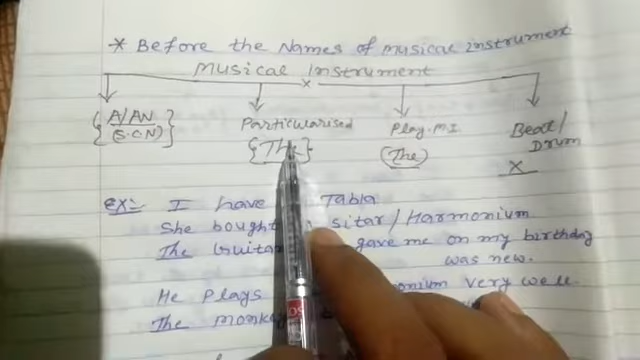 * Before the Names of musical instrument
Musical Instrument
{A/AN (S.C.N)} Particularised {The} Play. M.I (The) Beat/Drum x
Ex:- I have Tabla
She bought sitar/Harmonium
The Guitar gave me on my birthday
was new.
He Plays very well.
The monkey